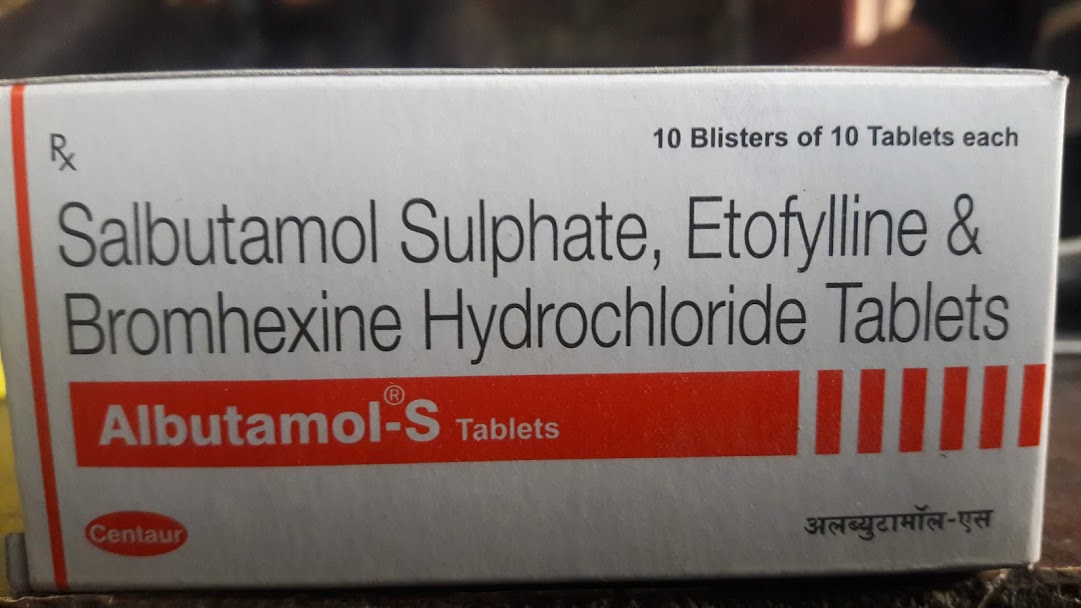 Rx
10 Blisters of 10 Tablets each
Salbutamol Sulphate, Etofylline &
Bromhexine Hydrochloride Tablets
Albutamol®-S Tablets
Centaur
अलब्युटामॉल-एस